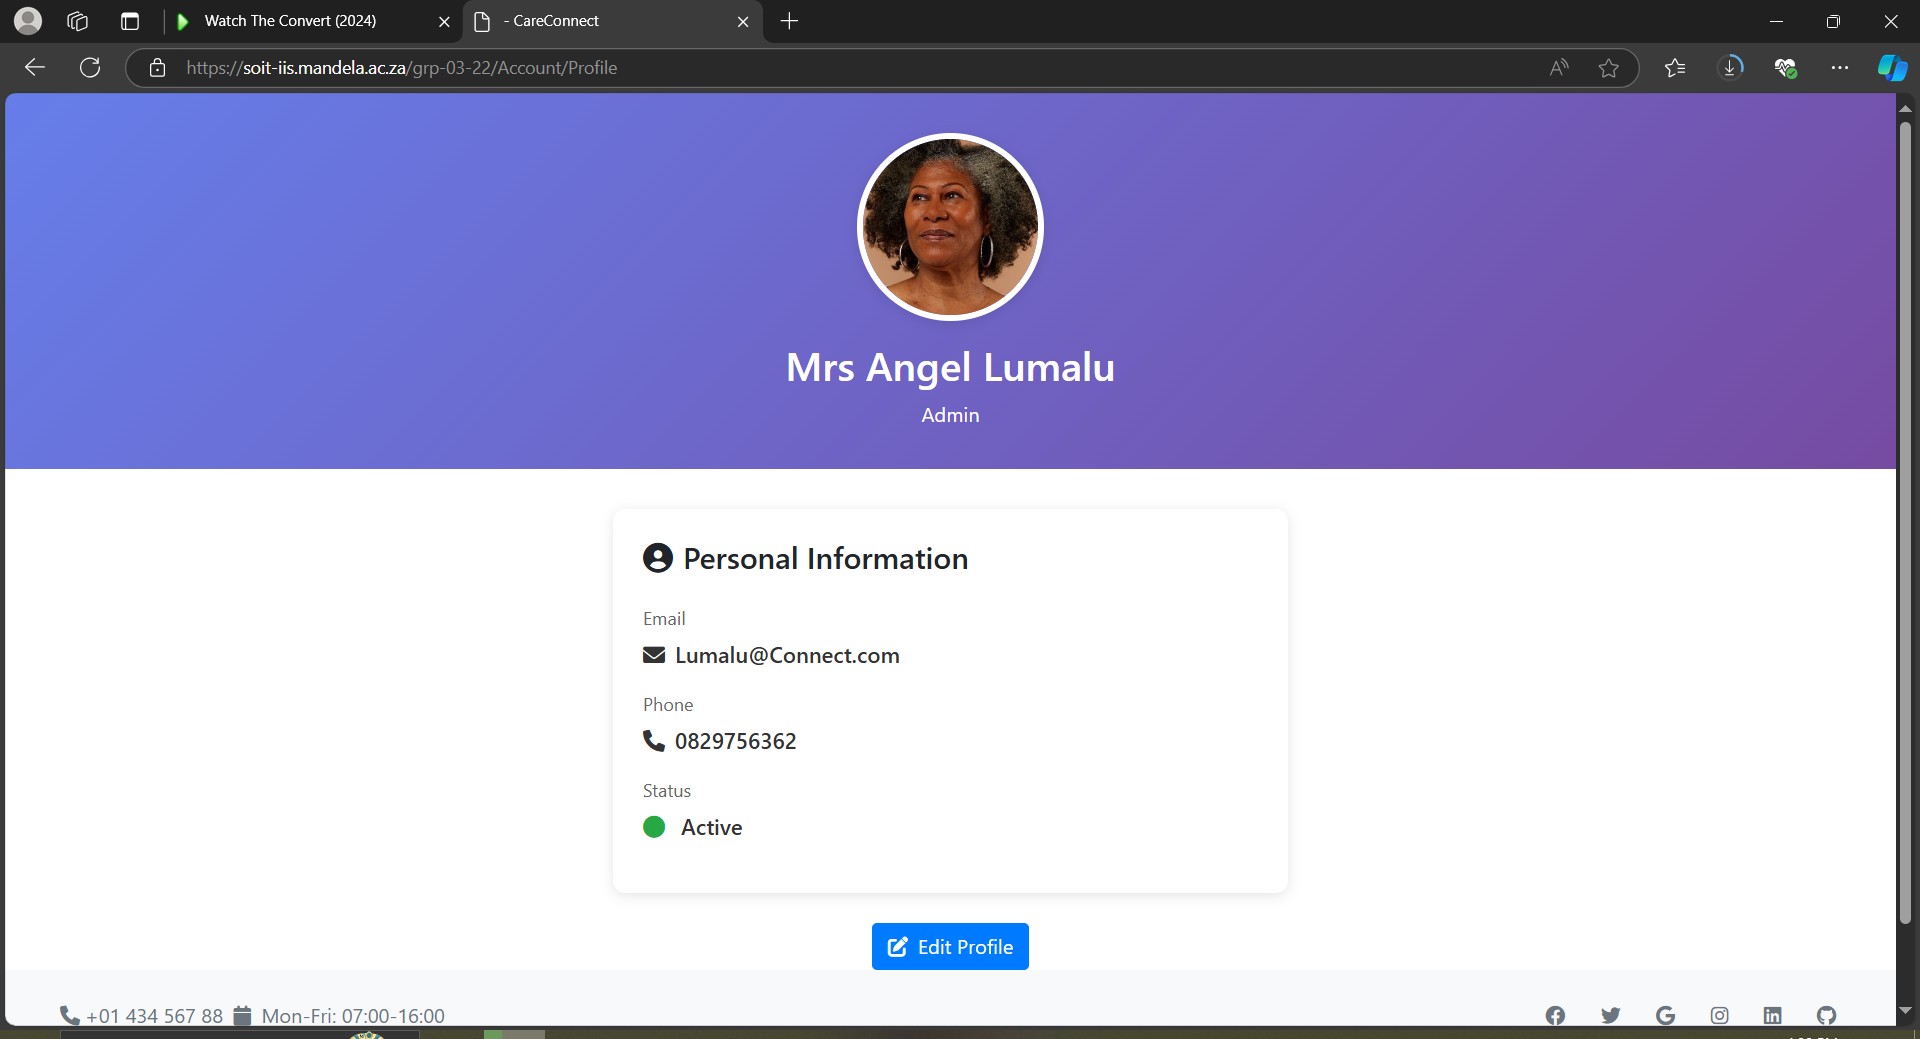 Watch The Convert (2024)
- CareConnect
https://soit-iis.mandela.ac.za/grp-03-22/Account/Profile
Mrs Angel Lumalu
Admin
Personal Information
Email
Lumalu@Connect.com
Phone
0829756362
Status
Active
Edit Profile
+01 434 567 88 Mon-Fri: 07:00-16:00